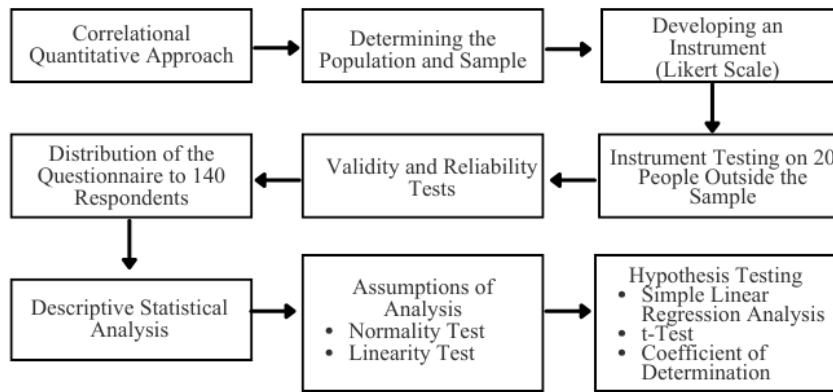 Correlational
Quantitative Approach
Determining the
Population and Sample
Developing an
Instrument
(Likert Scale)
Instrument Testing on 20
People Outside the
Sample
Validity and Reliability
Tests
Distribution of the
Questionnaire to 140
Respondents
Descriptive Statistical
Analysis
Assumptions of
Analysis
• Normality Test
• Linearity Test
Hypothesis Testing
• Simple Linear
Regression Analysis
• t-Test
• Coefficient of
Determination